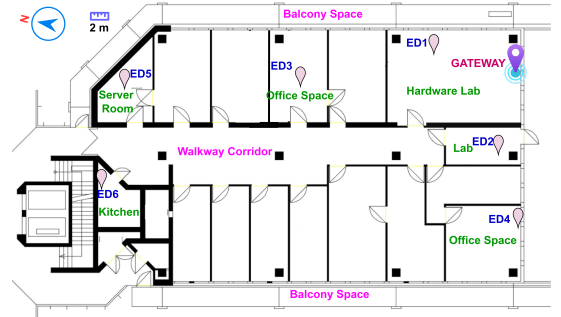 N
2 m
Balcony Space
ED1
GATEWAY
ED3
ED5
Server
Room
Office Space
Hardware Lab
ED2
Lab
Walkway Corridor
ED6
Kitchen
ED4
Office Space
Balcony Space